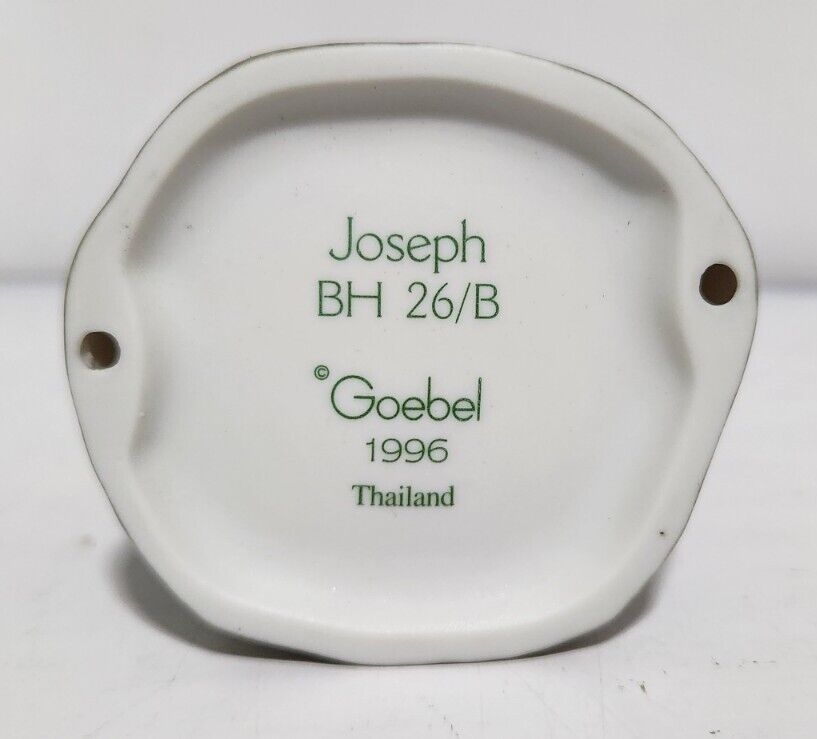 Joseph
BH 26/B
©Goebel
1996
Thailand